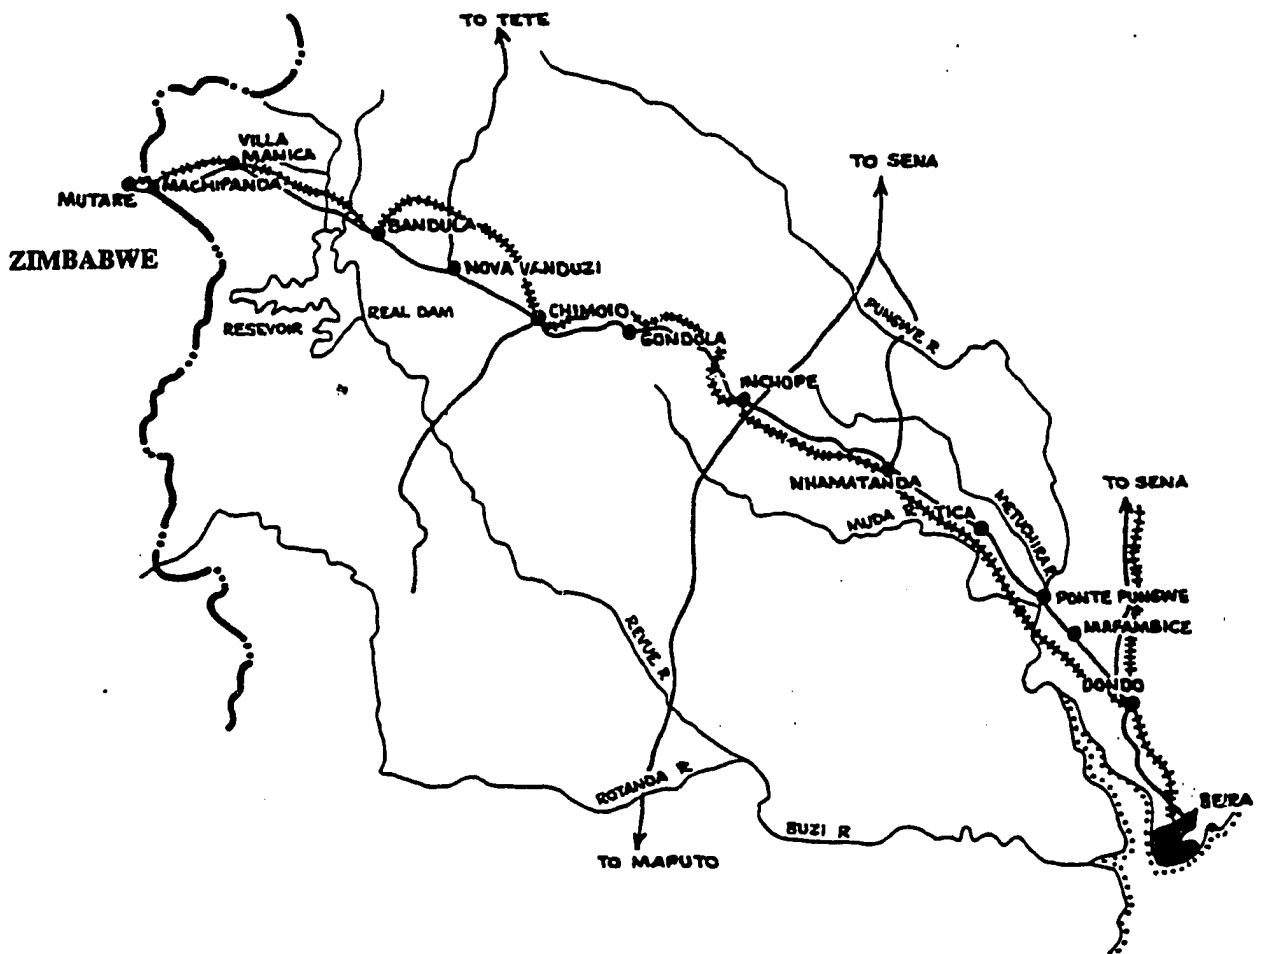 TO TETE
TO SENA
VILLA
MANICA
MACHIPANDA
MUTARE
ZIMBABWE
BANDULA
NOVA VANDUZI
REAL DAM
RESEVOIR
CHIMOIO
GONDOLA
PUNGWE R
INCHOPE
NHAMATANDA
TO SENA
METUCHIRA R
MUDA R
TICA
PONTE PUNGWE
MAFAMBICE
REVUE R
DONDO
ROTANDA R
BEIRA
BUZI R
TO MAPUTO